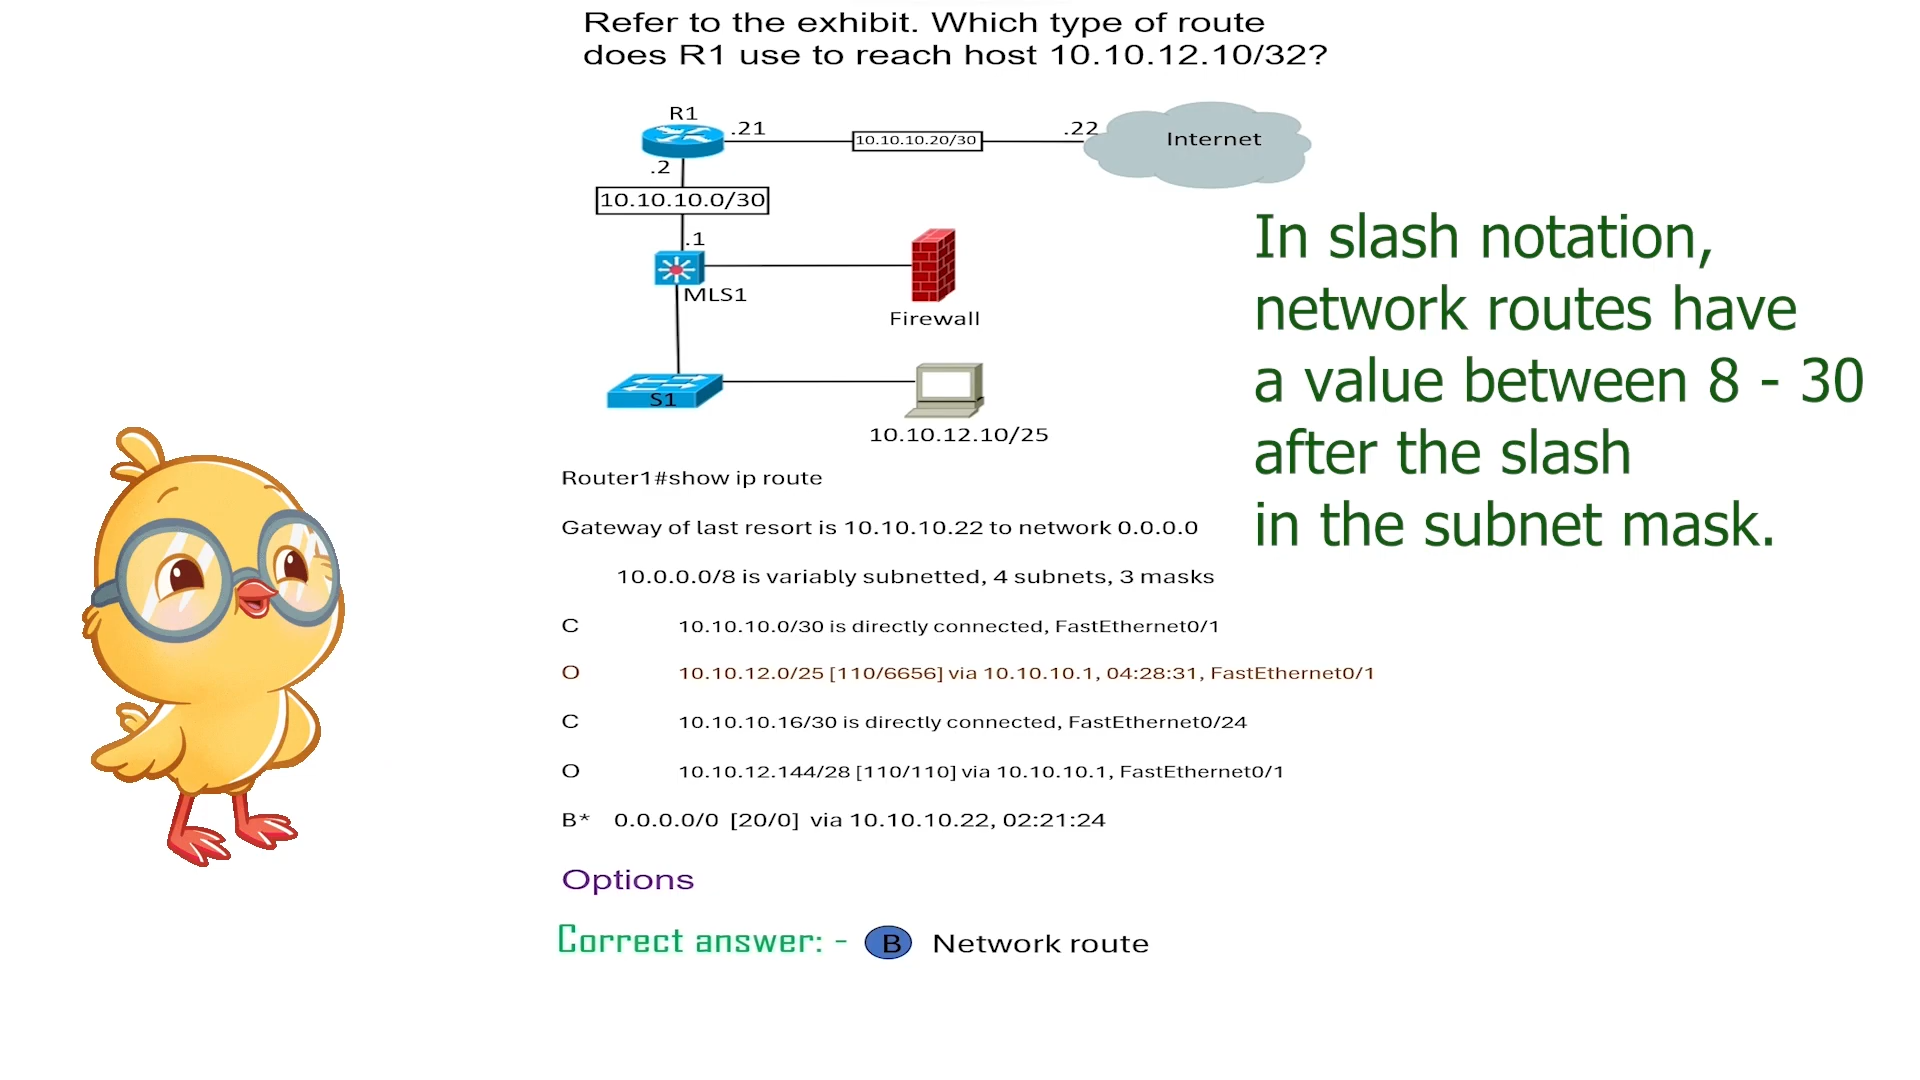 Refer to the exhibit. Which type of route
does R1 use to reach host 10.10.12.10/32?
R1
.21
10.10.10.20/30
.22
Internet
.2
10.10.10.0/30
.1
MLS1
Firewall
S1
10.10.12.10/25
In slash notation,
network routes have
a value between 8 - 30
after the slash
in the subnet mask.
Router1#show ip route
Gateway of last resort is 10.10.10.22 to network 0.0.0.0
10.0.0.0/8 is variably subnetted, 4 subnets, 3 masks
C 10.10.10.0/30 is directly connected, FastEthernet0/1
O 10.10.12.0/25 [110/6656] via 10.10.10.1, 04:28:31, FastEthernet0/1
C 10.10.10.16/30 is directly connected, FastEthernet0/24
O 10.10.12.144/28 [110/110] via 10.10.10.1, FastEthernet0/1
B* 0.0.0.0/0 [20/0] via 10.10.10.22, 02:21:24
Options
Correct answer: - B Network route